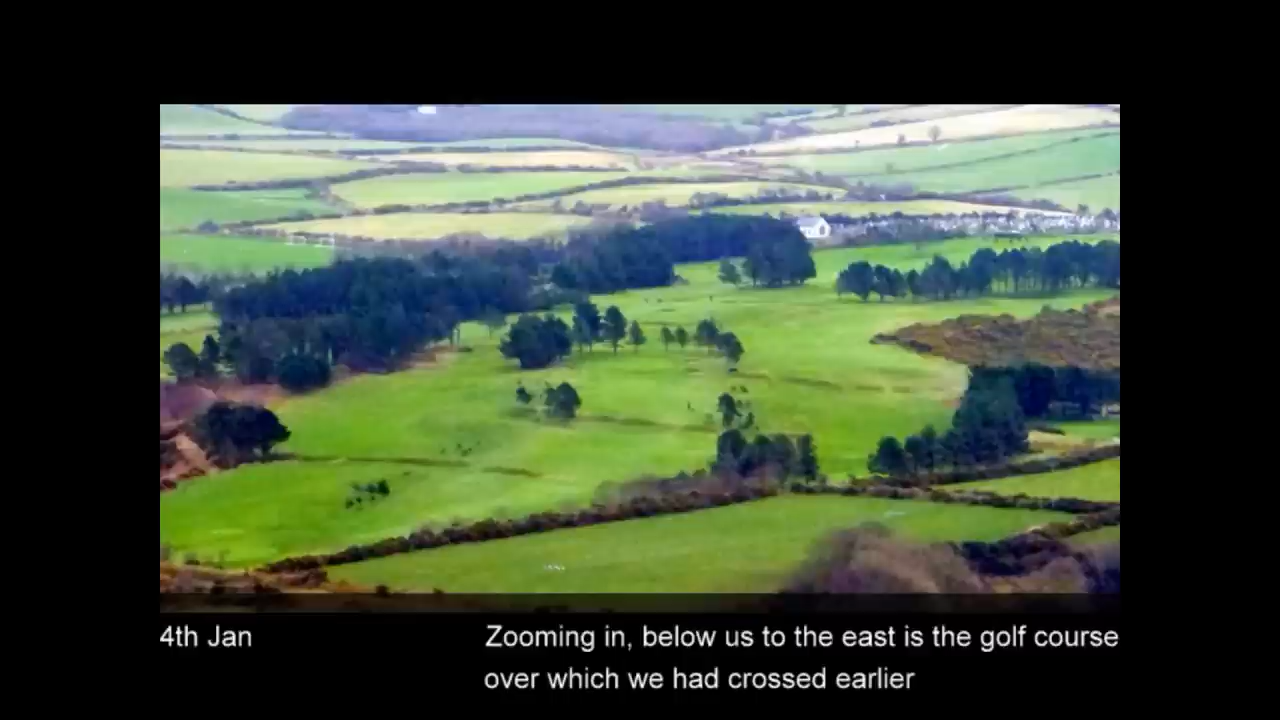 4th Jan
Zooming in, below us to the east is the golf course
over which we had crossed earlier